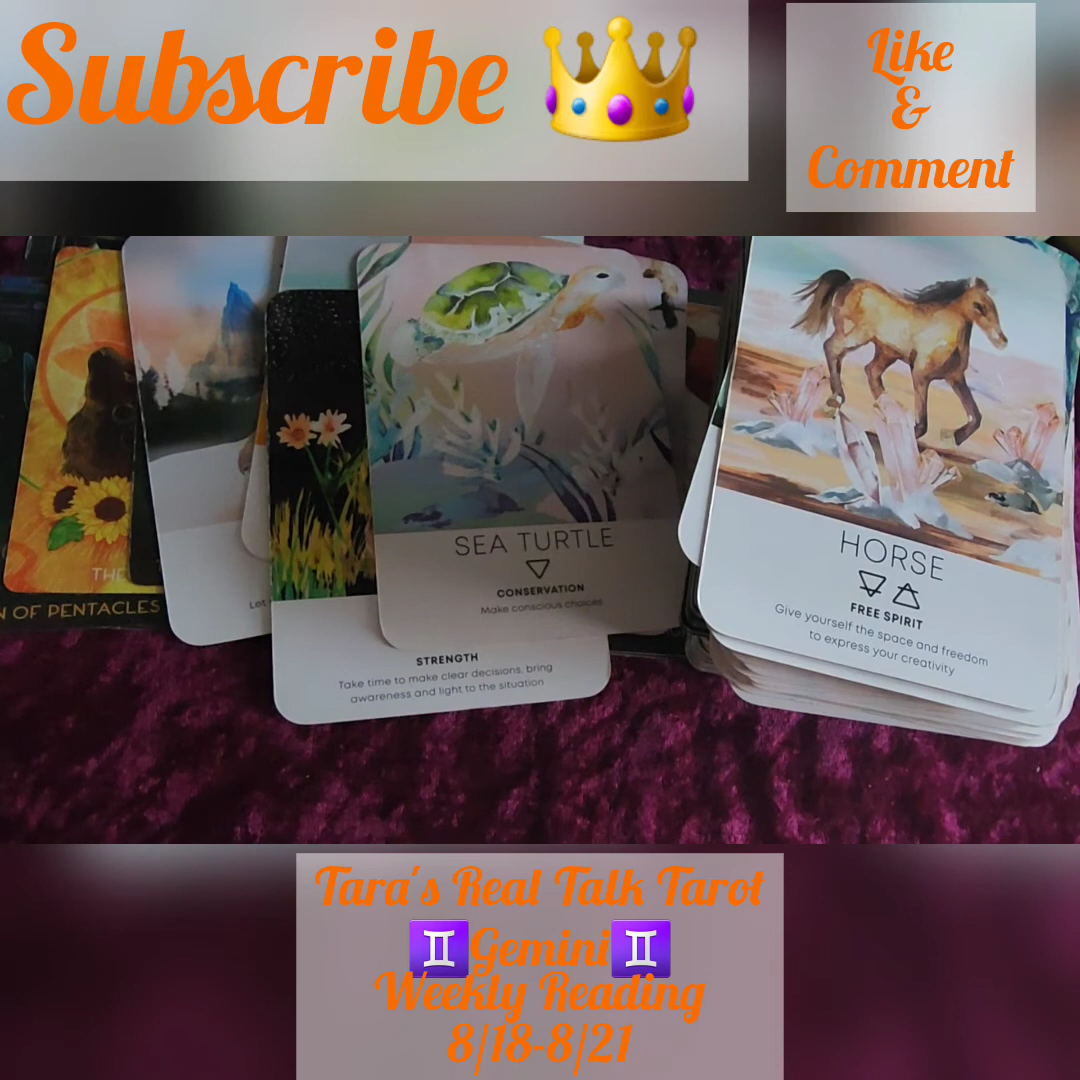 Subscribe 👑
Like
&
Comment
THE
N OF PENTACLES
Let
STRENGTH
Take time to make clear decisions, bring
awareness and light to the situation
SEA TURTLE
CONSERVATION
Make conscious choices
HORSE
FREE SPIRIT
Give yourself the space and freedom
to express your creativity
Tara's Real Talk Tarot
♊Gemini♊
Weekly Reading
8/18-8/21